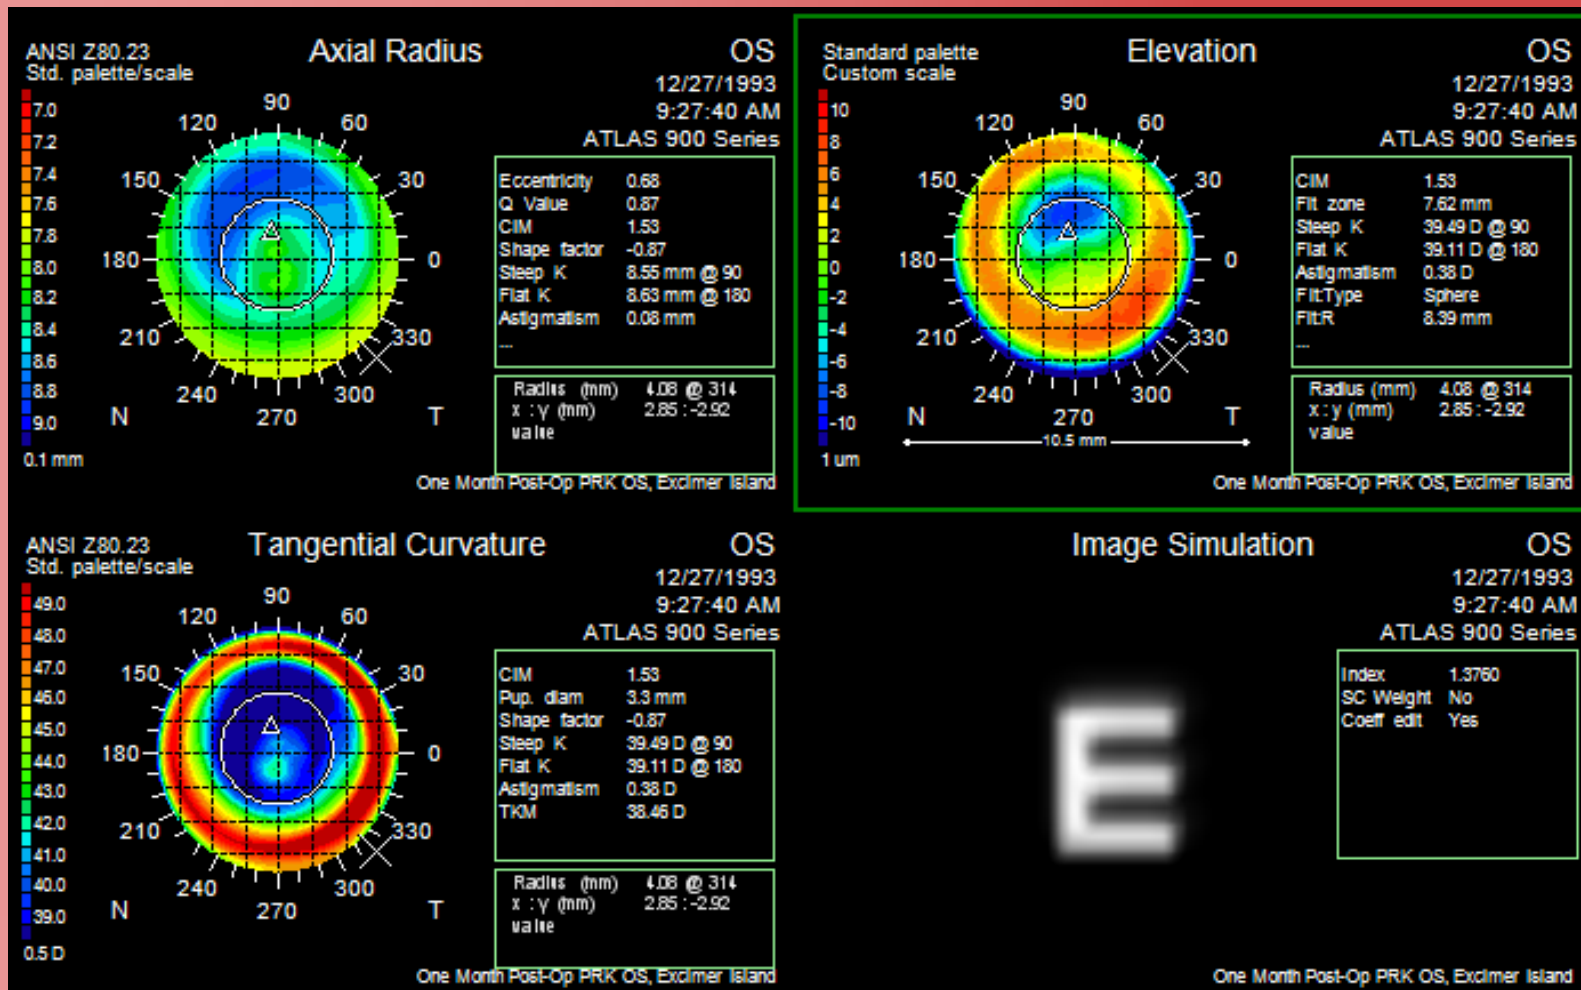 ANSI Z80.23
Std. palette/scale
Axial Radius
OS
12/27/1993
9:27:40 AM
ATLAS 900 Series
7.0
7.2
7.4
7.6
7.8
8.0
8.2
8.4
8.6
8.8
9.0
0.1 mm
90
120 60
150 30
180 0
210 330
240 300
270
N T
Eccentricity 0.68
Q Value 0.87
CIM 1.53
Shape factor -0.87
Steep K 8.55 mm @ 90
Flat K 8.63 mm @ 180
Astigmatism 0.08 mm
...
Radius (mm) 4.08 @ 314
x : y (mm) 2.85 : -2.92
value
One Month Post-Op PRK OS, Excimer Island
Standard palette
Custom scale
Elevation
OS
12/27/1993
9:27:40 AM
ATLAS 900 Series
10
8
6
4
2
0
-2
-4
-6
-8
-10
1 um
90
120 60
150 30
180 0
210 330
240 300
270
N T
10.5 mm
CIM 1.53
Fit zone 7.62 mm
Steep K 39.49 D @ 90
Flat K 39.11 D @ 180
Astigmatism 0.38 D
Fit:Type Sphere
Fit:R 8.39 mm
...
Radius (mm) 4.08 @ 314
x : y (mm) 2.85 : -2.92
value
One Month Post-Op PRK OS, Excimer Island
ANSI Z80.23
Std. palette/scale
Tangential Curvature
OS
12/27/1993
9:27:40 AM
ATLAS 900 Series
49.0
48.0
47.0
46.0
45.0
44.0
43.0
42.0
41.0
40.0
39.0
0.5 D
90
120 60
150 30
180 0
210 330
240 300
270
N T
CIM 1.53
Pup. diam 3.3 mm
Shape factor -0.87
Steep K 39.49 D @ 90
Flat K 39.11 D @ 180
Astigmatism 0.38 D
TKM 38.46 D
Radius (mm) 4.08 @ 314
x : y (mm) 2.85 : -2.92
value
One Month Post-Op PRK OS, Excimer Island
Image Simulation
OS
12/27/1993
9:27:40 AM
ATLAS 900 Series
E
Index 1.3760
SC Weight No
Coeff edit Yes
One Month Post-Op PRK OS, Excimer Island